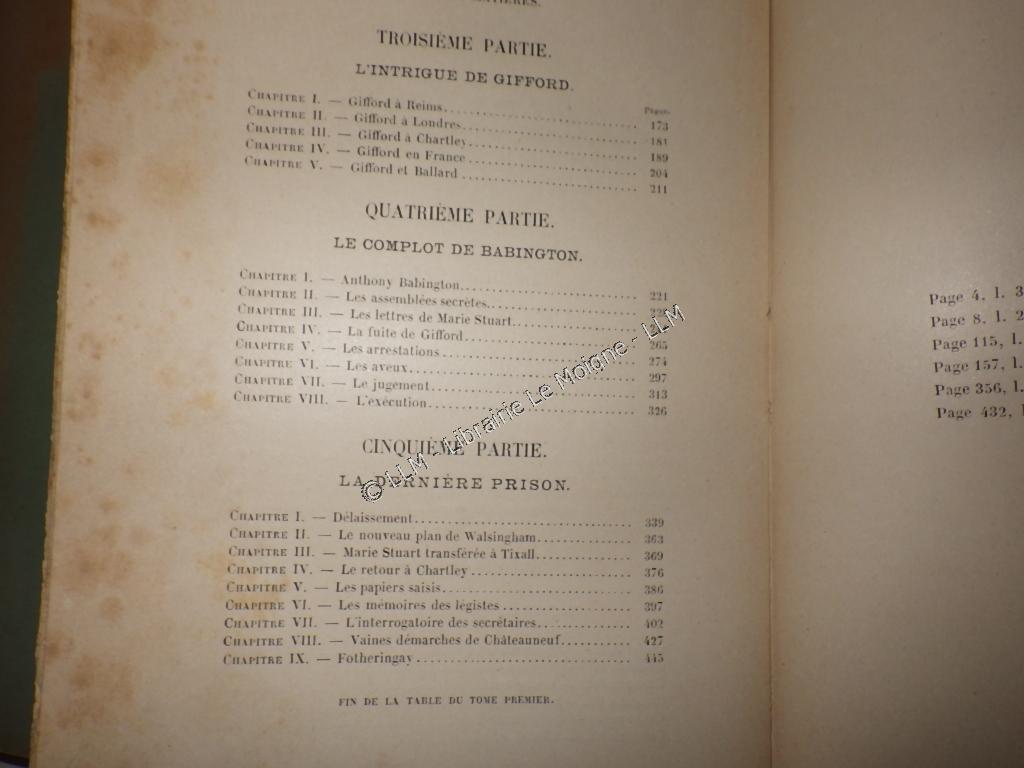 TROISIÈME PARTIE.
L'INTRIGUE DE GIFFORD.
Pages.
CHAPITRE I. — Gifford à Reims 173
CHAPITRE II. — Gifford à Londres 181
CHAPITRE III. — Gifford à Chartley 189
CHAPITRE IV. — Gifford en France 204
CHAPITRE V. — Gifford et Ballard 211
QUATRIÈME PARTIE.
LE COMPLOT DE BABINGTON.
CHAPITRE I. — Anthony Babington 221
CHAPITRE II. — Les assemblées secrètes
CHAPITRE III. — Les lettres de Marie Stuart
CHAPITRE IV. — La fuite de Gifford 265
CHAPITRE V. — Les arrestations 274
CHAPITRE VI. — Les aveux 297
CHAPITRE VII. — Le jugement 313
CHAPITRE VIII. — L'exécution 326
CINQUIÈME PARTIE.
LA DERNIÈRE PRISON.
CHAPITRE I. — Délaissement 339
CHAPITRE II. — Le nouveau plan de Walsingham 363
CHAPITRE III. — Marie Stuart transférée à Tixall 369
CHAPITRE IV. — Le retour à Chartley 376
CHAPITRE V. — Les papiers saisis 386
CHAPITRE VI. — Les mémoires des légistes 397
CHAPITRE VII. — L'interrogatoire des secrétaires 402
CHAPITRE VIII. — Vaines démarches de Châteauneuf 427
CHAPITRE IX. — Fotheringay 445
FIN DE LA TABLE DU TOME PREMIER.
© LLM - Librairie Le Moigne - LLM
Page 4, l. 3
Page 8, l. 2
Page 115, l.
Page 157, l.
Page 356, l.
Page 432, l